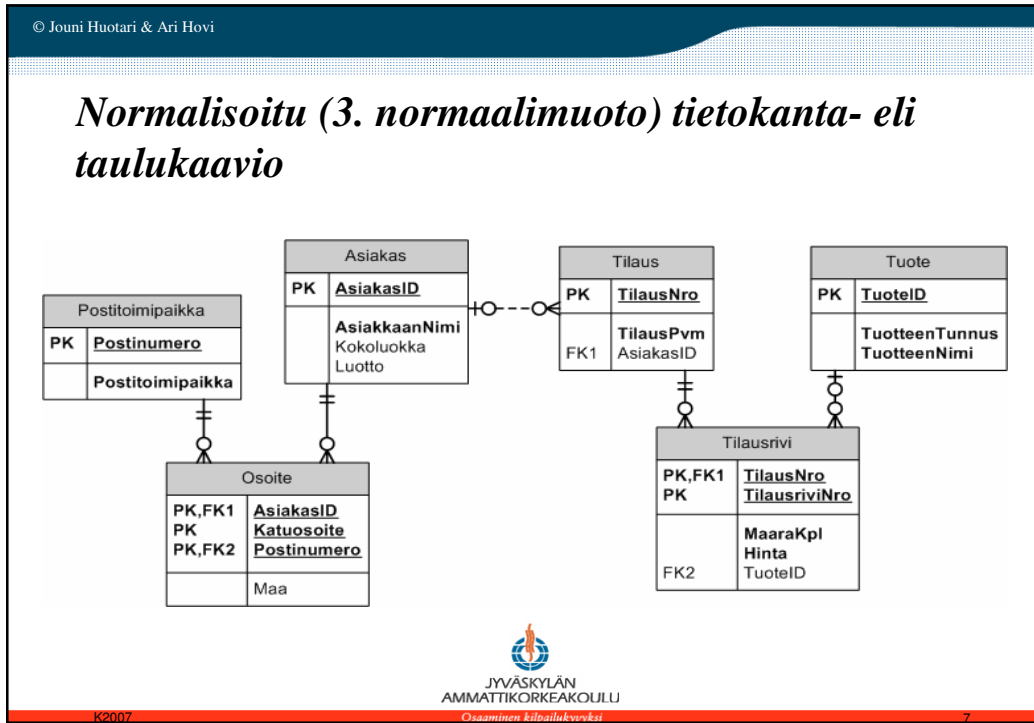 © Jouni Huotari & Ari Hovi
Normalisoitu (3. normaalimuoto) tietokanta- eli
taulukaavio
Postitoimipaikka
PK Postinumero
Postitoimipaikka
Asiakas
PK AsiakasID
AsiakkaanNimi
Kokoluokka
Luotto
Tilaus
PK TilausNro
TilausPvm
FK1 AsiakasID
Tuote
PK TuoteID
TuotteenTunnus
TuotteenNimi
Osoite
PK,FK1 AsiakasID
PK Katuosoite
PK,FK2 Postinumero
Maa
Tilausrivi
PK,FK1 TilausNro
PK TilausriviNro
MaaraKpl
Hinta
FK2 TuoteID
JYVÄSKYLÄN
AMMATTIKORKEAKOULU
K2007 Osaaminen kilpailukyvyksi 7